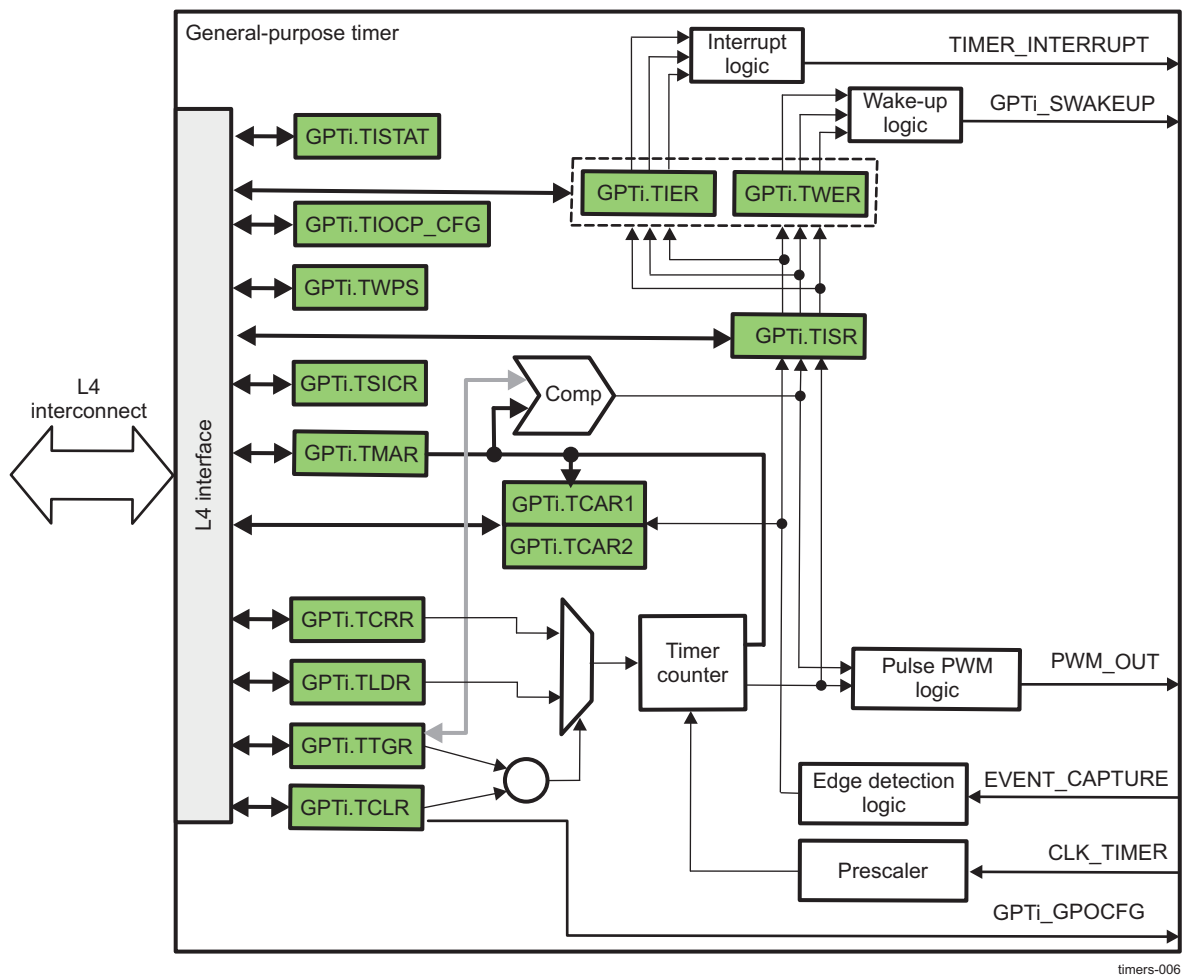 General-purpose timer
Interrupt
logic
TIMER_INTERRUPT
Wake-up
logic
GPTi_SWAKEUP
GPTi.TISTAT
GPTi.TIER
GPTi.TWER
GPTi.TIOCP_CFG
GPTi.TWPS
GPTi.TISR
L4
interconnect
L4 interface
GPTi.TSICR
Comp
GPTi.TMAR
GPTi.TCAR1
GPTi.TCAR2
GPTi.TCRR
Timer
counter
GPTi.TLDR
Pulse PWM
logic
PWM_OUT
GPTi.TTGR
GPTi.TCLR
Edge detection
logic
EVENT_CAPTURE
Prescaler
CLK_TIMER
GPTi_GPOCFG
timers-006